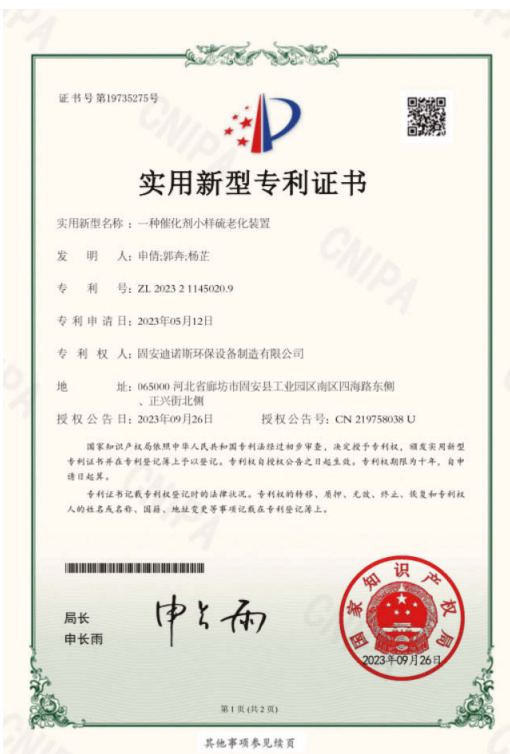 证书号第19735275号
实用新型专利证书
实用新型名称：一种催化剂小样硫老化装置
发明人：申倩;郭奔;杨芷
专利号：ZL 2023 2 1145020.9
专利申请日：2023年05月12日
专利权人：固安迪诺斯环保设备制造有限公司
地址：065000 河北省廊坊市固安县工业园区南区四海路东侧
、正兴街北侧
授权公告日：2023年09月26日 授权公告号：CN 219758038 U
国家知识产权局依照中华人民共和国专利法经过初步审查，决定授予专利权，颁发实用新型
专利证书并在专利登记簿上予以登记。专利权自授权公告之日起生效。专利权期限为十年，自申
请日起算。
专利证书记载专利权登记时的法律状况。专利权的转移、质押、无效、终止、恢复和专利权
人的姓名或名称、国籍、地址变更等事项记载在专利登记簿上。
局长
申长雨
申长雨
国家知识产权局
2023年09月26日
第 1 页 (共 2 页)
其他事项参见续页
CNIPA
CNIPA